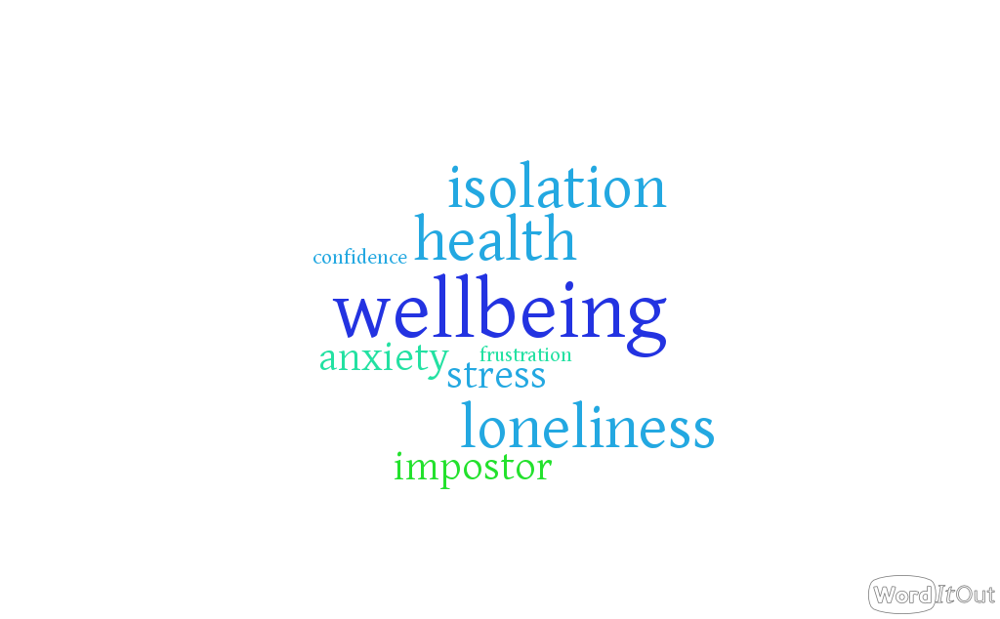 isolation
health
confidence
wellbeing
anxiety
frustration
stress
loneliness
impostor
WordItOut